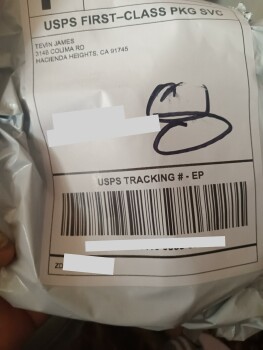 USPS FIRST-CLASS PKG SVC
TEVIN JAMES
3145 COLIMA RD
HACIENDA HEIGHTS, CA 91745
USPS TRACKING # - EP